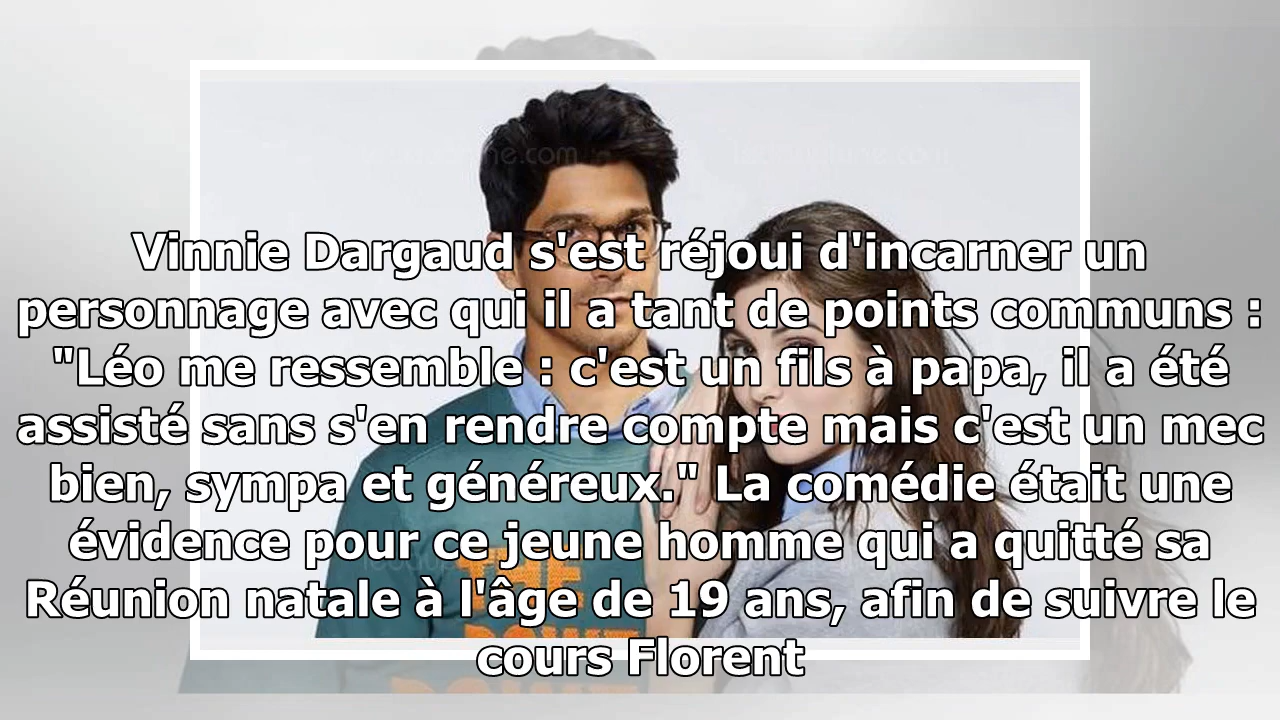 Vinnie Dargaud s'est réjoui d'incarner un
personnage avec qui il a tant de points communs :
"Léo me ressemble : c'est un fils à papa, il a été
assisté sans s'en rendre compte mais c'est un mec
bien, sympa et généreux." La comédie était une
évidence pour ce jeune homme qui a quitté sa
Réunion natale à l'âge de 19 ans, afin de suivre le
cours Florent
THE